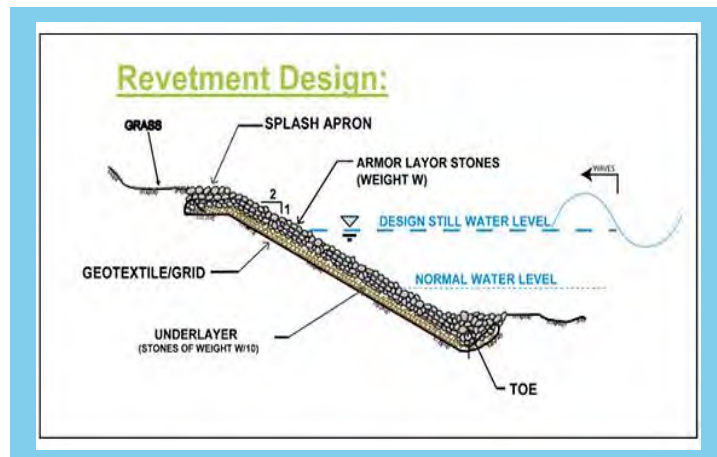 Revetment Design:
GRASS
SPLASH APRON
ARMOR LAYOR STONES
(WEIGHT W)
WAVES
2
1
DESIGN STILL WATER LEVEL
GEOTEXTILE/GRID
NORMAL WATER LEVEL
UNDERLAYER
(STONES OF WEIGHT W/10)
TOE